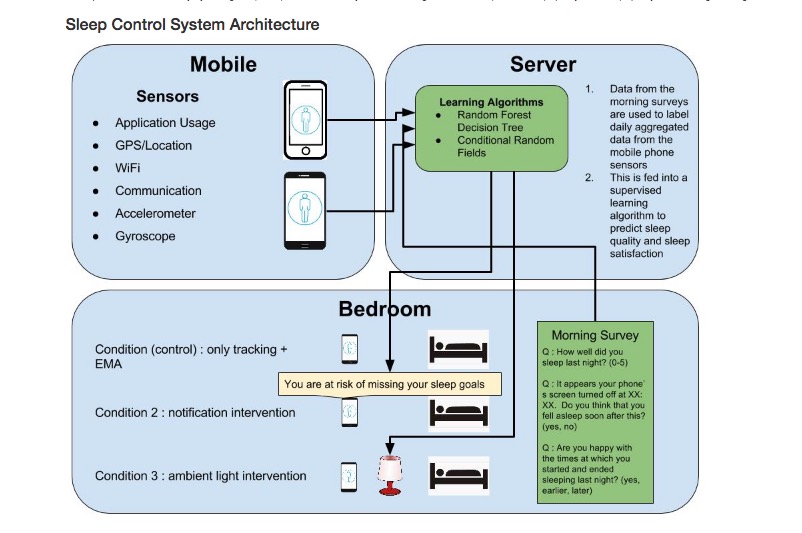 Sleep Control System Architecture
Mobile
Sensors
• Application Usage
• GPS/Location
• WiFi
• Communication
• Accelerometer
• Gyroscope
Server
Learning Algorithms
• Random Forest
Decision Tree
• Conditional Random
Fields
1. Data from the
morning surveys
are used to label
daily aggregated
data from the
mobile phone
sensors
2. This is fed into a
supervised
learning
algorithm to
predict sleep
quality and sleep
satisfaction
Bedroom
Condition (control) : only tracking +
EMA
You are at risk of missing your sleep goals
Condition 2 : notification intervention
Condition 3 : ambient light intervention
Morning Survey
Q : How well did you
sleep last night? (0-5)
Q : It appears your phone'
s screen turned off at XX:
XX. Do you think that you
fell asleep soon after this?
(yes, no)
Q : Are you happy with
the times at which you
started and ended
sleeping last night? (yes,
earlier, later)